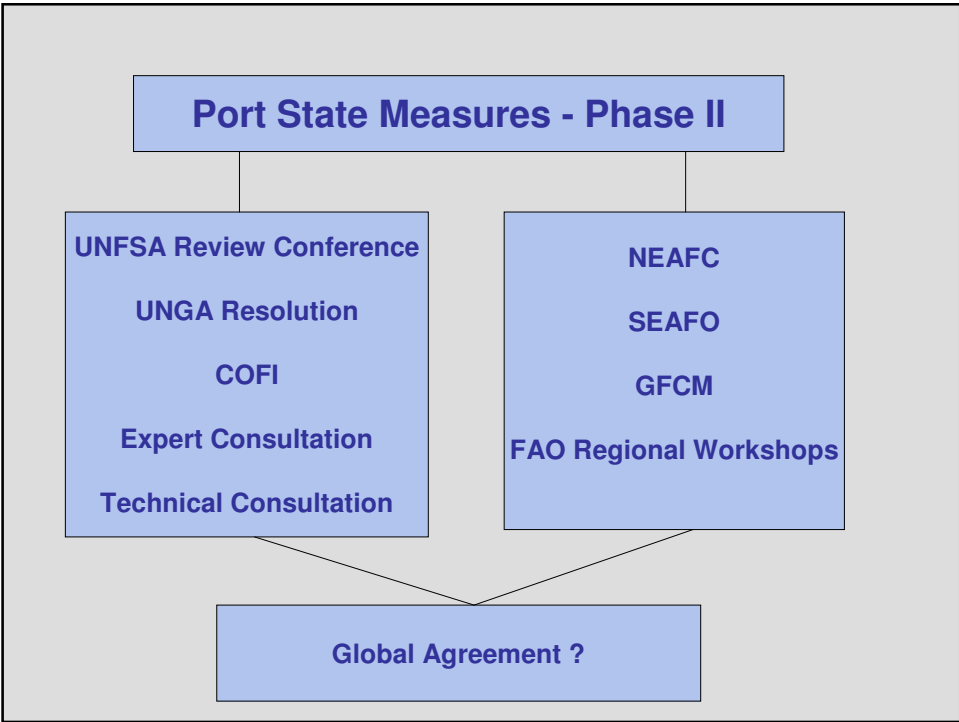 Port State Measures - Phase II
UNFSA Review Conference
UNGA Resolution
COFI
Expert Consultation
Technical Consultation
NEAFC
SEAFO
GFCM
FAO Regional Workshops
Global Agreement ?